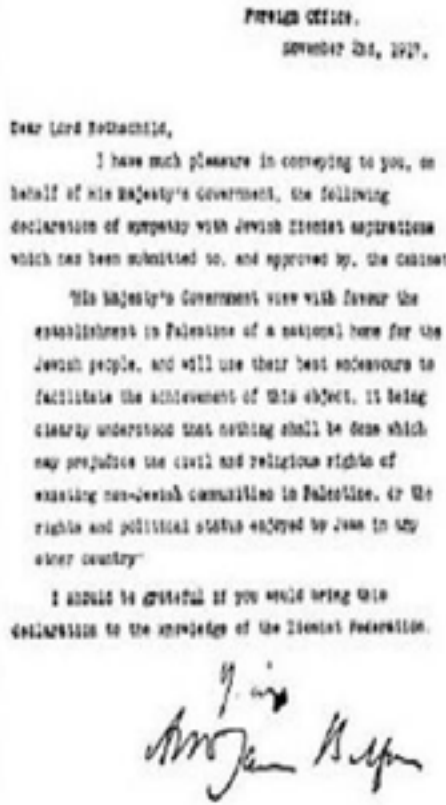 Foreign Office.
November 2nd, 1917.
Dear Lord Rothschild,
I have much pleasure in conveying to you, on
behalf of His Majesty's Government, the following
declaration of sympathy with Jewish Zionist aspirations
which has been submitted to, and approved by, the Cabinet
"His Majesty's Government view with favour the
establishment in Palestine of a national home for the
Jewish people, and will use their best endeavours to
facilitate the achievement of this object, it being
clearly understood that nothing shall be done which
may prejudice the civil and religious rights of
existing non-Jewish communities in Palestine, or the
rights and political status enjoyed by Jews in any
other country"
I should be grateful if you would bring this
declaration to the knowledge of the Zionist Federation.
Arthur James Balfour